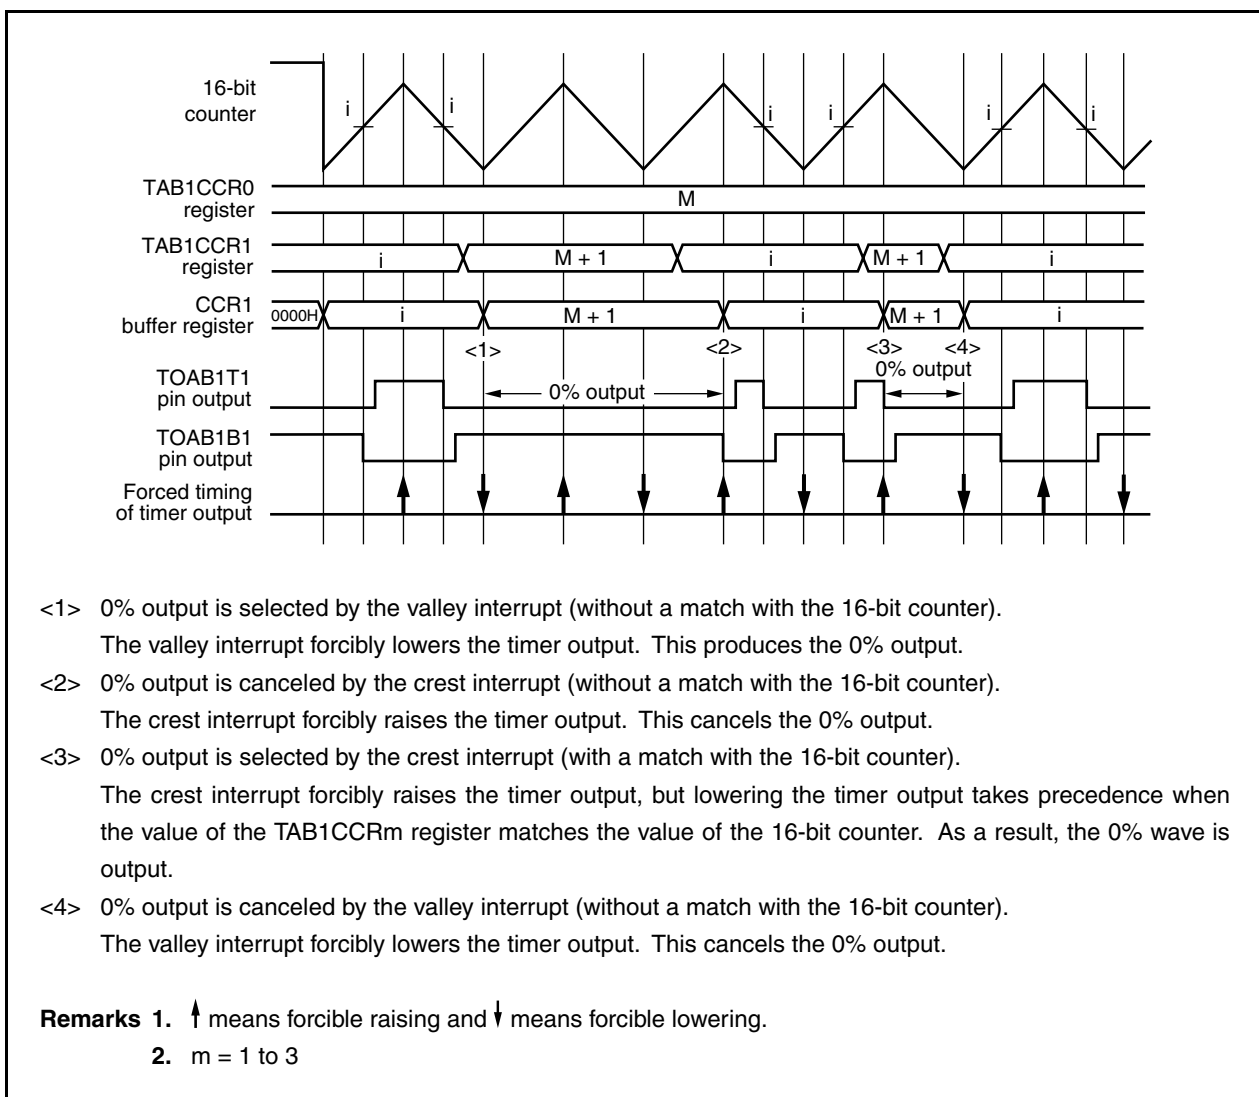 16-bit
counter
i
i
i
i
i
i
TAB1CCR0
register
M
TAB1CCR1
register
i
M + 1
i
M + 1
i
CCR1
buffer register
0000H
i
M + 1
i
M + 1
i
<1>
<2>
<3>
<4>
TOAB1T1
pin output
0% output
0% output
TOAB1B1
pin output
Forced timing
of timer output
<1> 0% output is selected by the valley interrupt (without a match with the 16-bit counter).
The valley interrupt forcibly lowers the timer output. This produces the 0% output.
<2> 0% output is canceled by the crest interrupt (without a match with the 16-bit counter).
The crest interrupt forcibly raises the timer output. This cancels the 0% output.
<3> 0% output is selected by the crest interrupt (with a match with the 16-bit counter).
The crest interrupt forcibly raises the timer output, but lowering the timer output takes precedence when
the value of the TAB1CCRm register matches the value of the 16-bit counter. As a result, the 0% wave is
output.
<4> 0% output is canceled by the valley interrupt (without a match with the 16-bit counter).
The valley interrupt forcibly lowers the timer output. This cancels the 0% output.
Remarks 1. ↑ means forcible raising and ↓ means forcible lowering.
2. m = 1 to 3